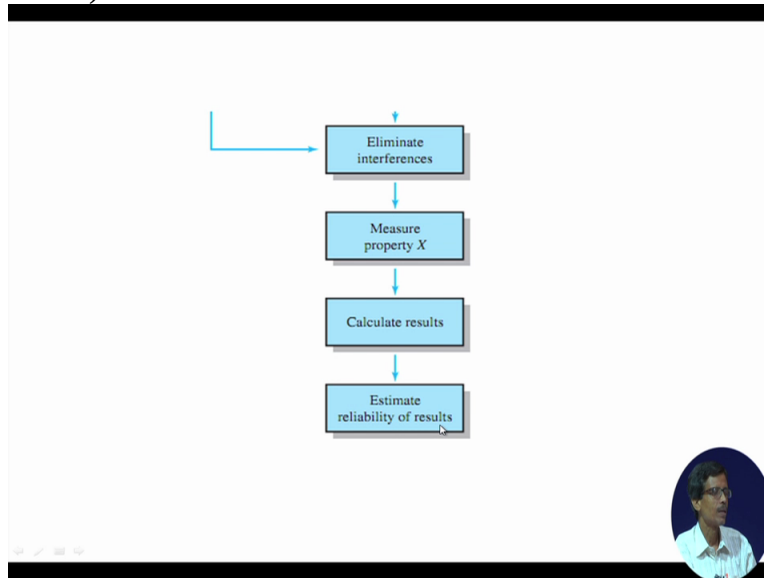 Eliminate
interferences
Measure
property X
Calculate results
Estimate
reliability of results